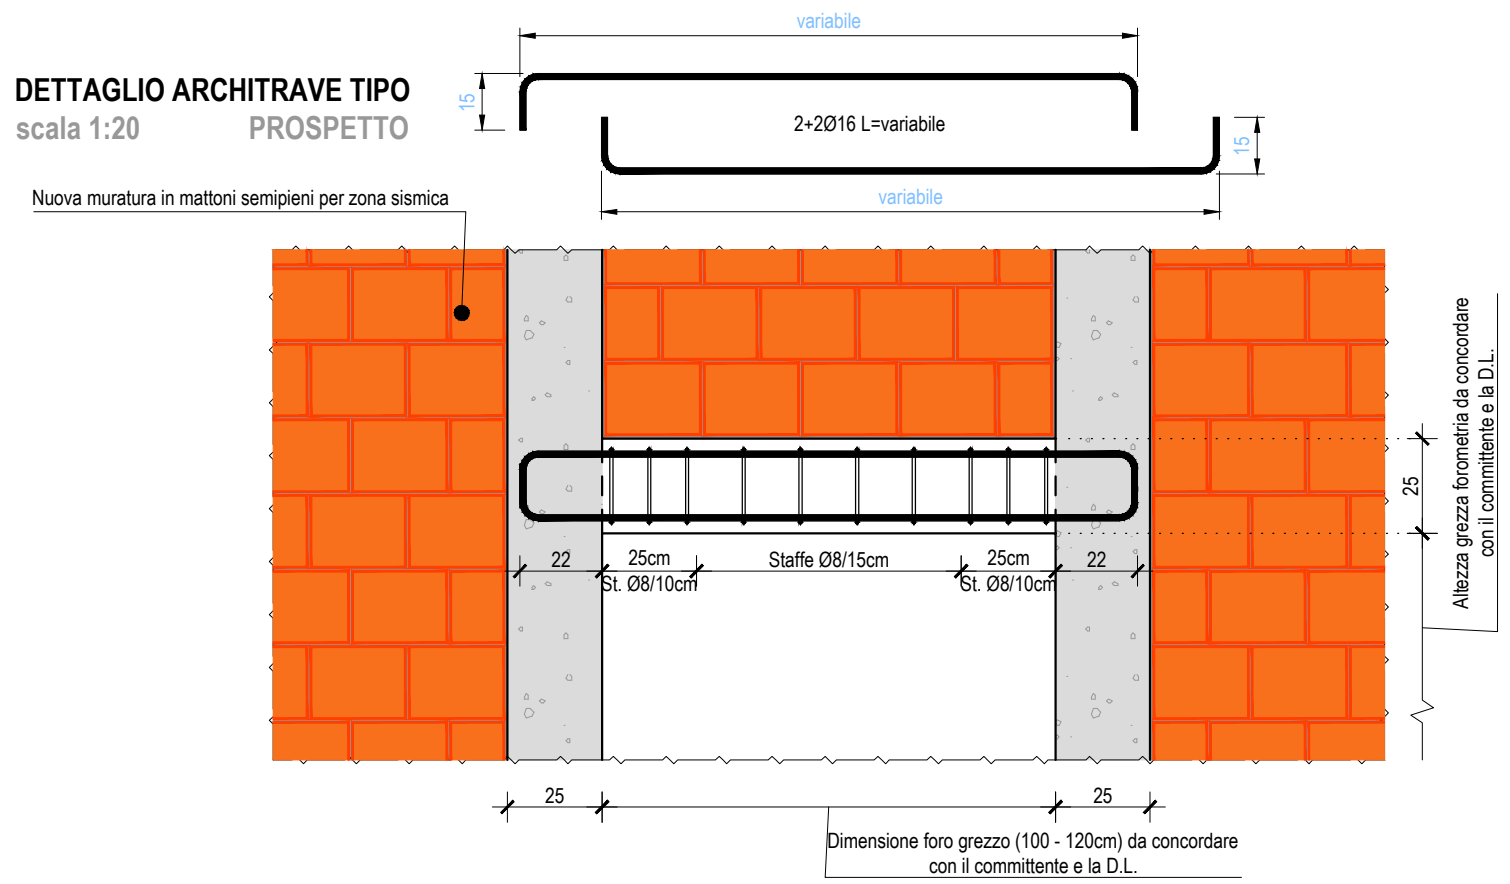 variabile
DETTAGLIO ARCHITRAVE TIPO
scala 1:20 PROSPETTO
15
2+2Ø16 L=variabile
15
variabile
Nuova muratura in mattoni semipieni per zona sismica
Altezza grezza forometria da concordare
con il committente e la D.L.
25
22
25cm
St. Ø8/10cm
Staffe Ø8/15cm
25cm
St. Ø8/10cm
22
25
25
Dimensione foro grezzo (100 - 120cm) da concordare
con il committente e la D.L.